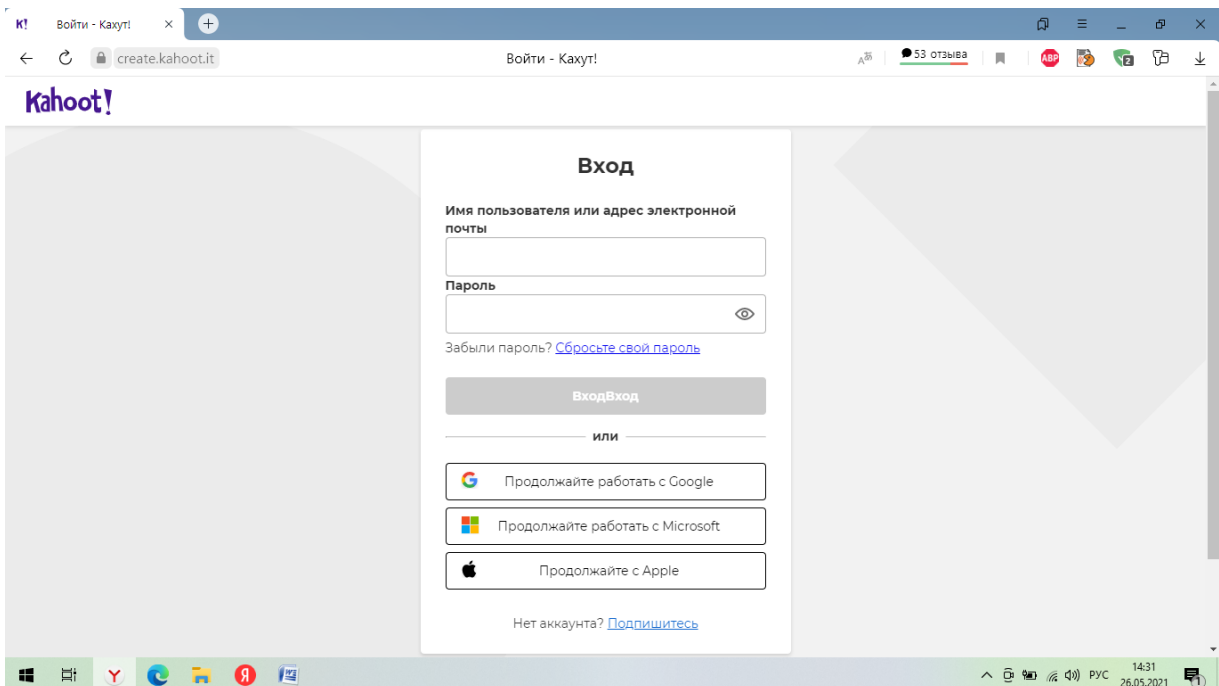 K! Войти - Кахут!
create.kahoot.it Войти - Кахут! 53 отзыва ABP 2
Kahoot!
Вход
Имя пользователя или адрес электронной
почты
Пароль
Забыли пароль? Сбросьте свой пароль
ВходВход
или
Продолжайте работать с Google
Продолжайте работать с Microsoft
Продолжайте с Apple
Нет аккаунта? Подпишитесь
РУС 14:31
26.05.2021 1